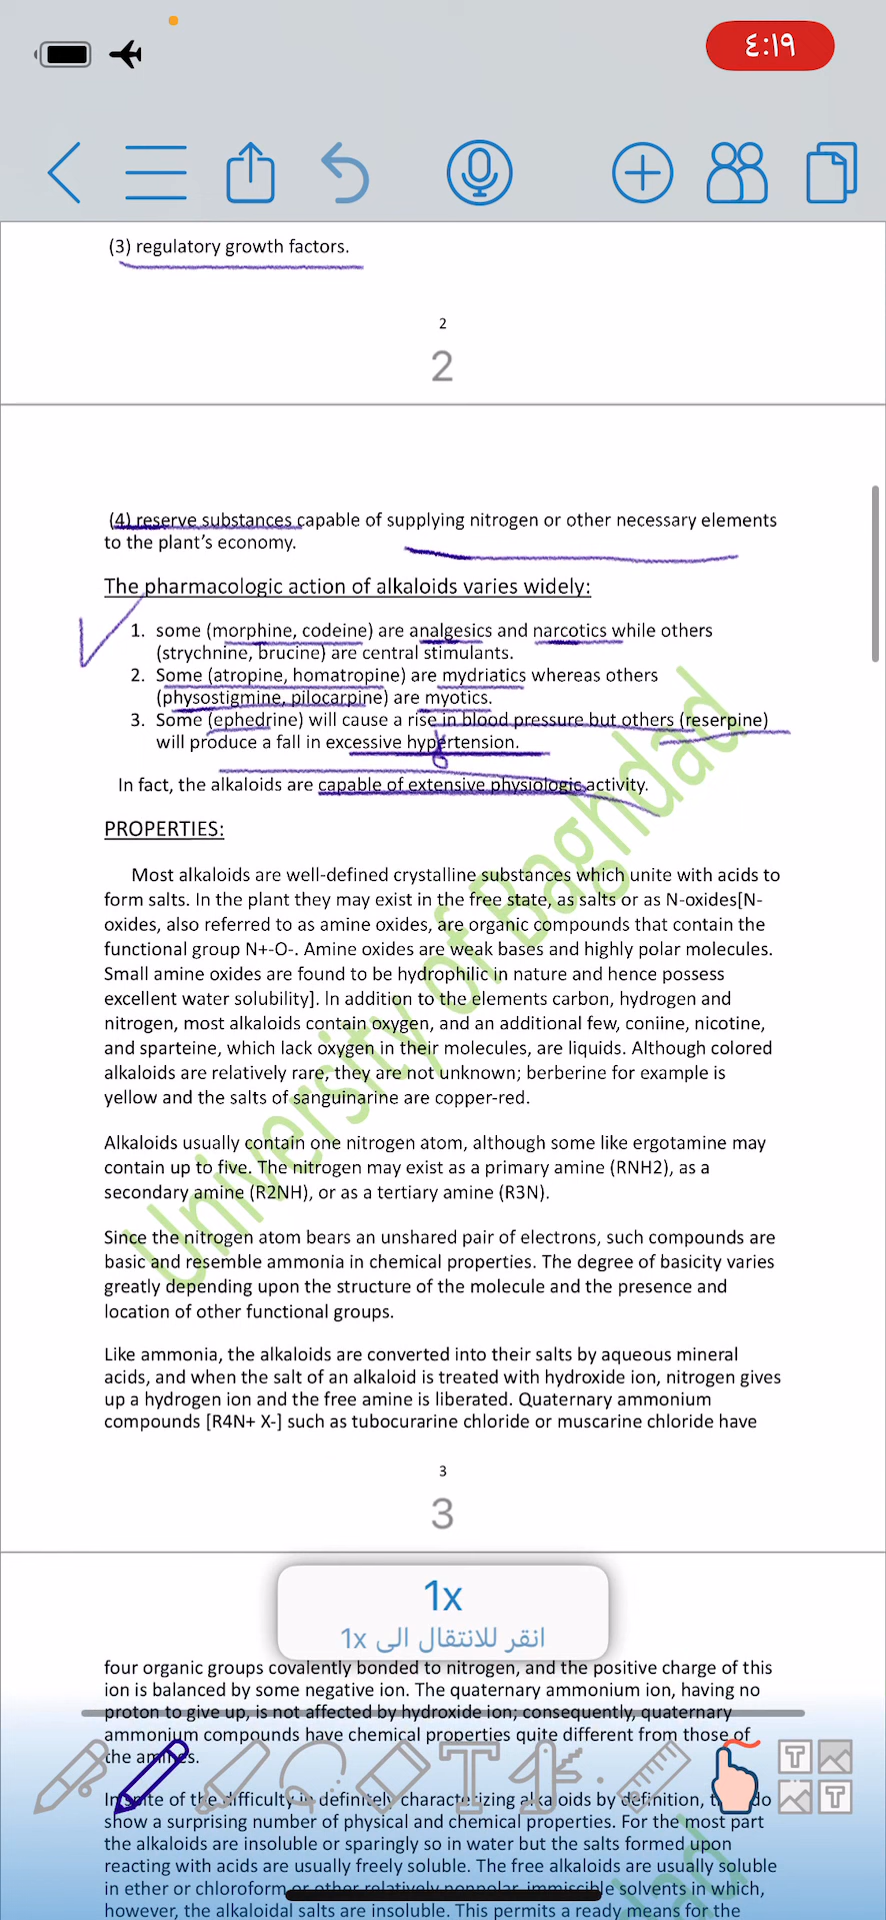 ٤:١٩
(3) regulatory growth factors.
2
2
(4) reserve substances capable of supplying nitrogen or other necessary elements
to the plant's economy.
The pharmacologic action of alkaloids varies widely:
1. some (morphine, codeine) are analgesics and narcotics while others
(strychnine, brucine) are central stimulants.
2. Some (atropine, homatropine) are mydriatics whereas others
(physostigmine, pilocarpine) are myotics.
3. Some (ephedrine) will cause a rise in blood pressure but others (reserpine)
will produce a fall in excessive hypertension.
In fact, the alkaloids are capable of extensive physiologic activity.
PROPERTIES:
Most alkaloids are well-defined crystalline substances which unite with acids to
form salts. In the plant they may exist in the free state, as salts or as N-oxides[N-
oxides, also referred to as amine oxides, are organic compounds that contain the
functional group N+-O-. Amine oxides are weak bases and highly polar molecules.
Small amine oxides are found to be hydrophilic in nature and hence possess
excellent water solubility]. In addition to the elements carbon, hydrogen and
nitrogen, most alkaloids contain oxygen, and an additional few, coniine, nicotine,
and sparteine, which lack oxygen in their molecules, are liquids. Although colored
alkaloids are relatively rare, they are not unknown; berberine for example is
yellow and the salts of sanguinarine are copper-red.
Alkaloids usually contain one nitrogen atom, although some like ergotamine may
contain up to five. The nitrogen may exist as a primary amine (RNH2), as a
secondary amine (R2NH), or as a tertiary amine (R3N).
Since the nitrogen atom bears an unshared pair of electrons, such compounds are
basic and resemble ammonia in chemical properties. The degree of basicity varies
greatly depending upon the structure of the molecule and the presence and
location of other functional groups.
Like ammonia, the alkaloids are converted into their salts by aqueous mineral
acids, and when the salt of an alkaloid is treated with hydroxide ion, nitrogen gives
up a hydrogen ion and the free amine is liberated. Quaternary ammonium
compounds [R4N+ X-] such as tubocurarine chloride or muscarine chloride have
University of Baghdad
3
3
1x
انقر للانتقال الى 1x
four organic groups covalently bonded to nitrogen, and the positive charge of this
ion is balanced by some negative ion. The quaternary ammonium ion, having no
proton to give up, is not affected by hydroxide ion; consequently, quaternary
ammonium compounds have chemical properties quite different from those of
the amines.
In spite of the difficulty in definitely characterizing alkaloids by definition, do
show a surprising number of physical and chemical properties. For the most part
the alkaloids are insoluble or sparingly so in water but the salts formed upon
reacting with acids are usually freely soluble. The free alkaloids are usually soluble
in ether or chloroform or other relatively nonpolar immiscible solvents in which,
however, the alkaloidal salts are insoluble. This permits a ready means for the